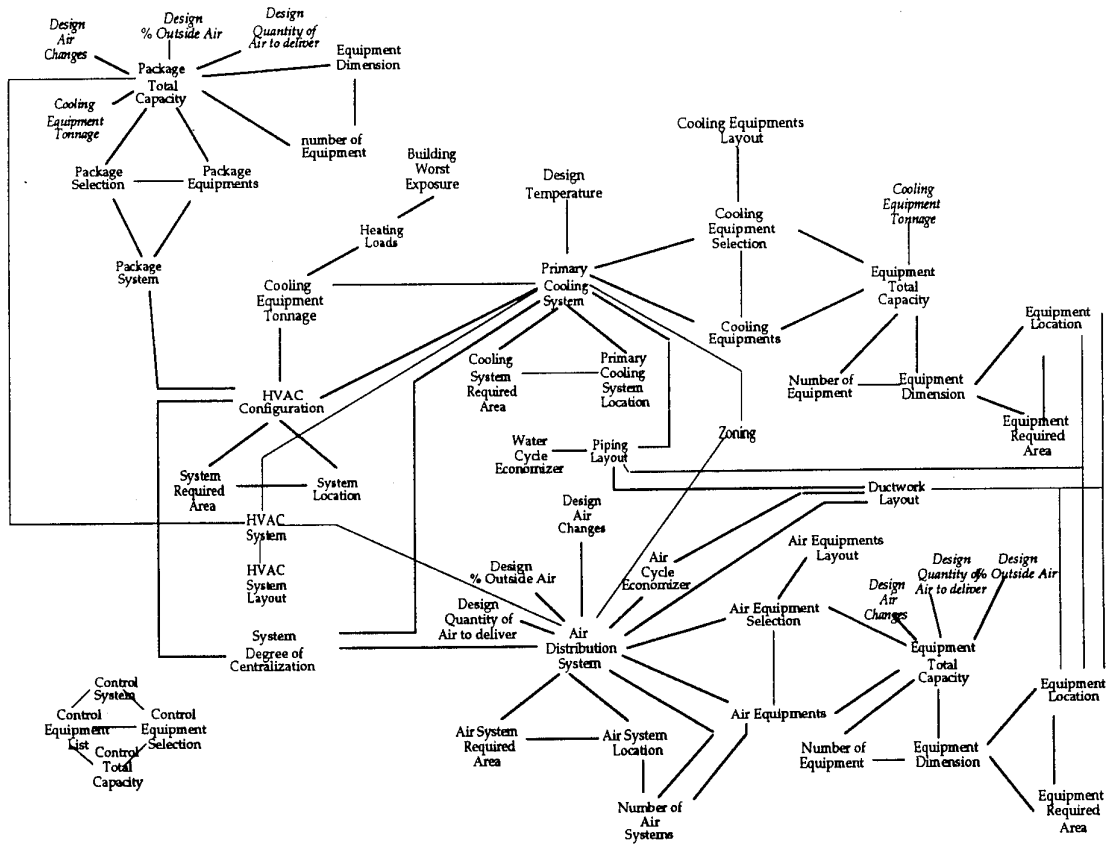 Design
Air
Changes
Design
% Outside Air
Design
Quantity of
Air to deliver
Equipment
Dimension
Package
Total
Capacity
Cooling
Equipment
Tonnage
number of
Equipment
Package
Selection
Package
Equipments
Package
System
Building
Worst
Exposure
Heating
Loads
Cooling
Equipment
Tonnage
Design
Temperature
Primary
Cooling
System
Cooling Equipments
Layout
Cooling
Equipment
Selection
Cooling
Equipments
Cooling
Equipment
Tonnage
Equipment
Total
Capacity
Equipment
Location
Number of
Equipment
Equipment
Dimension
Equipment
Required
Area
Cooling
System
Required
Area
Primary
Cooling
System
Location
HVAC
Configuration
System
Required
Area
System
Location
HVAC
System
HVAC
System
Layout
Water
Cycle
Economizer
Piping
Layout
Zoning
Ductwork
Layout
Design
Air
Changes
Design
% Outside Air
Design
Quantity of
Air to deliver
Air
Cycle
Economizer
Air Equipments
Layout
Air Equipment
Selection
Design
Air
Changes
Design
Quantity of
Air to deliver
Design
% Outside Air
System
Degree of
Centralization
Air
Distribution
System
Equipment
Total
Capacity
Equipment
Location
Control
System
Control
Equipment
List
Control
Equipment
Selection
Control
Total
Capacity
Air System
Required
Area
Air System
Location
Air Equipments
Number of
Equipment
Equipment
Dimension
Number of
Air
Systems
Equipment
Required
Area